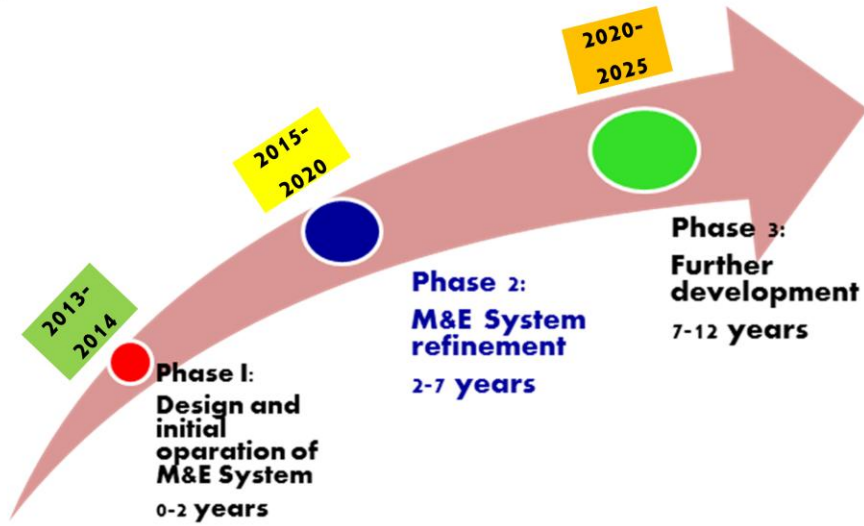 2013-
2014
Phase I:
Design and
initial
oparation of
M&E System
0-2 years
2015-
2020
Phase 2:
M&E System
refinement
2-7 years
2020-
2025
Phase 3:
Further
development
7-12 years